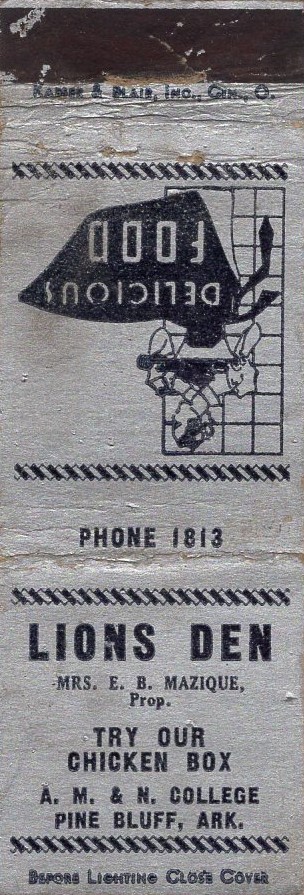 Kaeser & Blair, Inc., Cin., O.
DELICIOUS
FOOD
PHONE 1813
LIONS DEN
MRS. E. B. MAZIQUE,
Prop.
TRY OUR
CHICKEN BOX
A. M. & N. COLLEGE
PINE BLUFF, ARK.
Before Lighting Close Cover